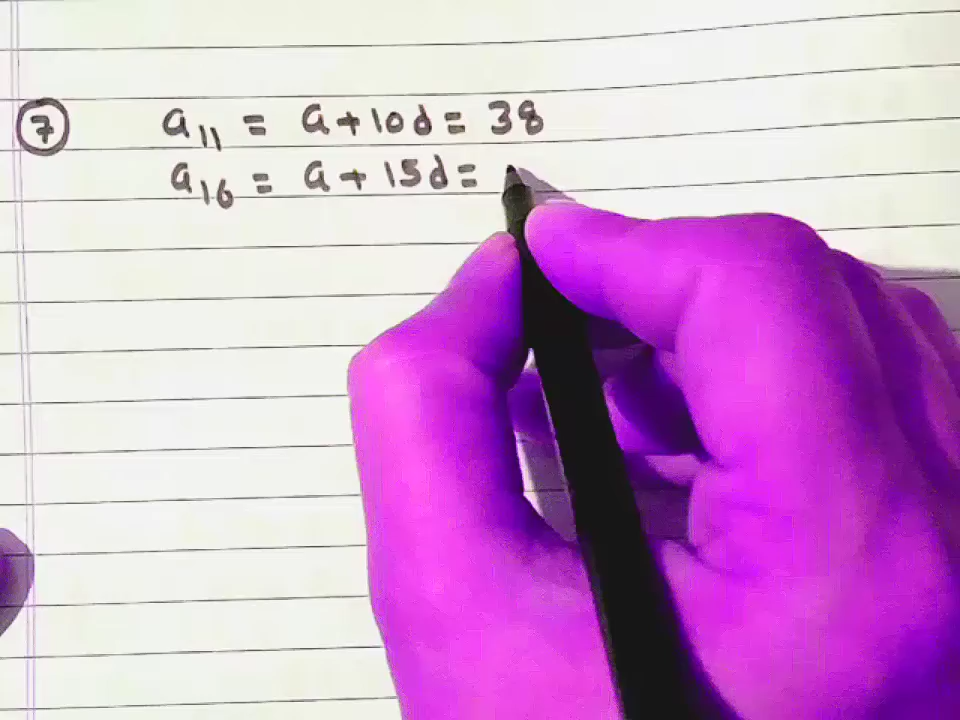 7 a₁₁ = a + 10d = 38
a₁₆ = a + 15d =